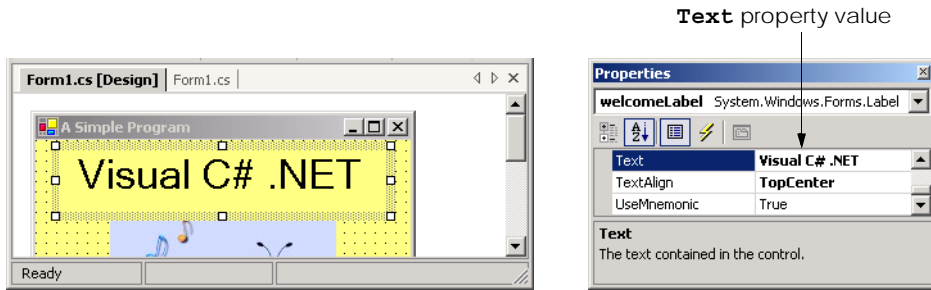 Text property value
Form1.cs [Design] Form1.cs
A Simple Program
Visual C# .NET
Ready
Properties
welcomeLabel System.Windows.Forms.Label
Text Visual C# .NET
TextAlign TopCenter
UseMnemonic True
Text
The text contained in the control.